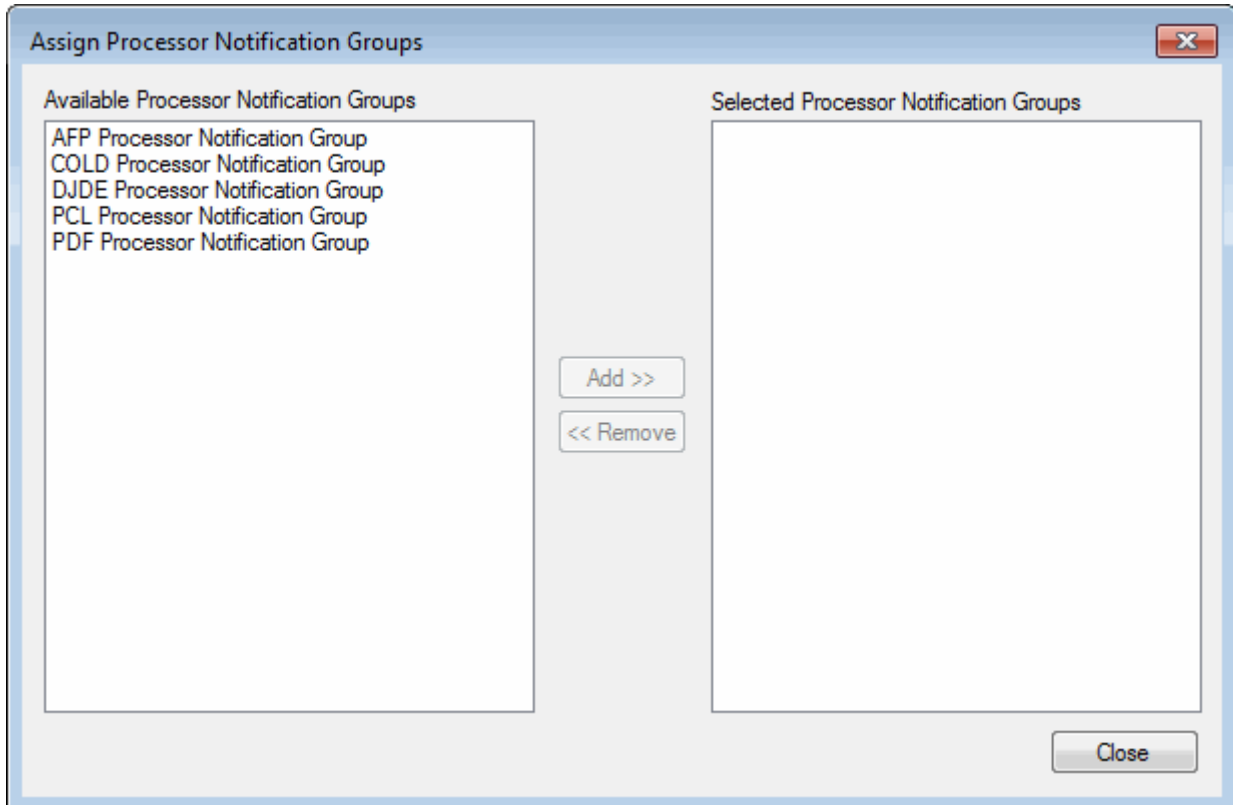 Assign Processor Notification Groups
Available Processor Notification Groups
AFP Processor Notification Group
COLD Processor Notification Group
DJDE Processor Notification Group
PCL Processor Notification Group
PDF Processor Notification Group
Add >>
<< Remove
Selected Processor Notification Groups
Close